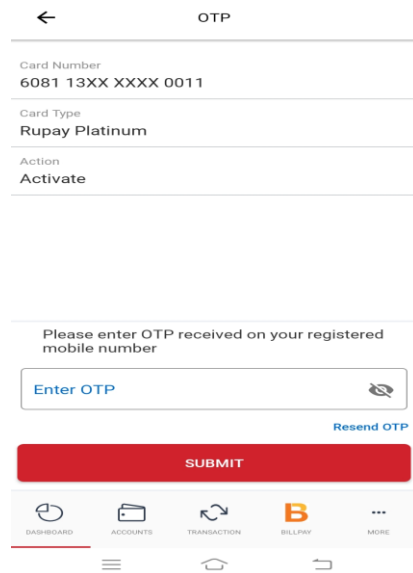 OTP
Card Number
6081 13XX XXXX 0011
Card Type
Rupay Platinum
Action
Activate
Please enter OTP received on your registered
mobile number
Enter OTP
Resend OTP
SUBMIT
B
DASHBOARD ACCOUNTS TRANSACTION BILLPAY MORE